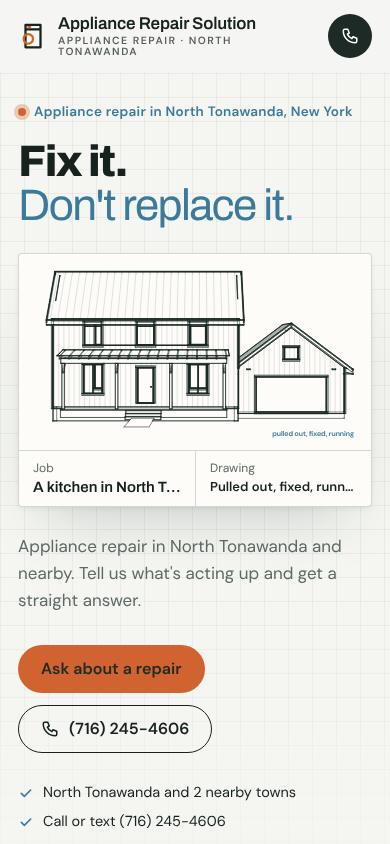 Appliance Repair Solution
APPLIANCE REPAIR · NORTH
TONAWANDA
Appliance repair in North Tonawanda, New York
Fix it.
Don't replace it.
pulled out, fixed, running
Job
A kitchen in North T...
Drawing
Pulled out, fixed, runn...
Appliance repair in North Tonawanda and
nearby. Tell us what's acting up and get a
straight answer.
Ask about a repair
(716) 245-4606
North Tonawanda and 2 nearby towns
Call or text (716) 245-4606